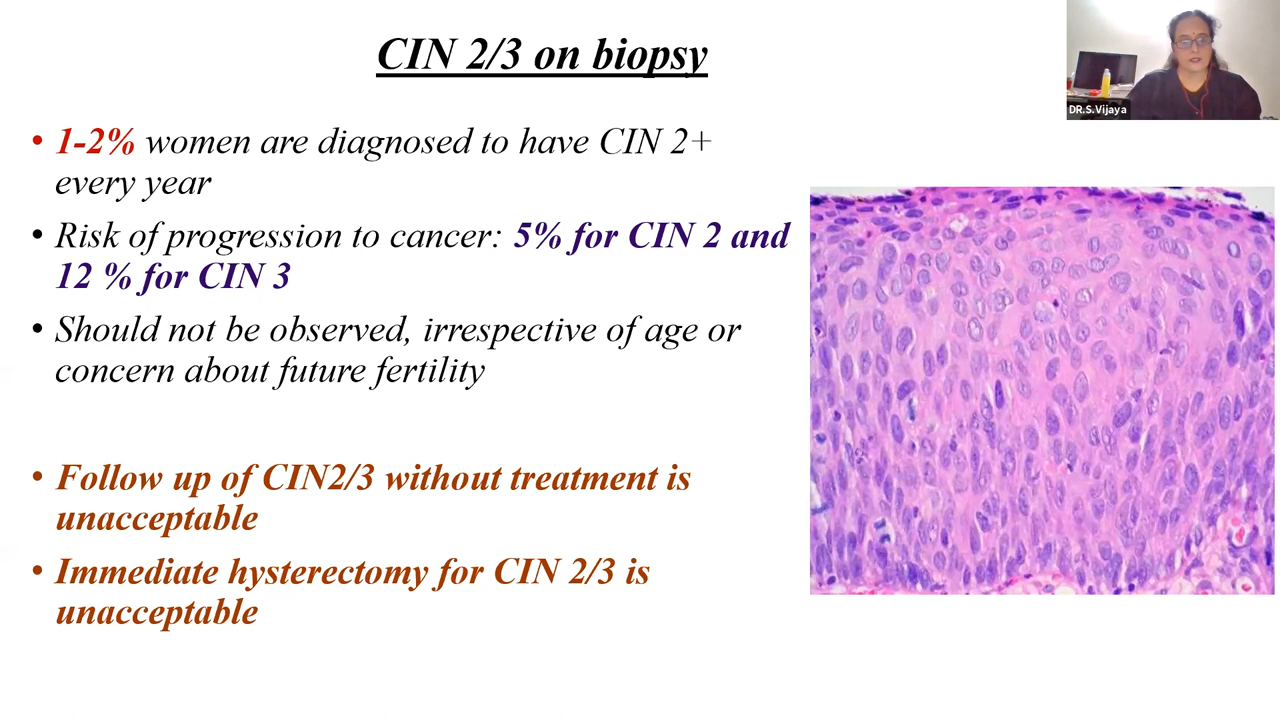 CIN 2/3 on biopsy
DR.S.Vijaya
• 1-2% women are diagnosed to have CIN 2+
every year
• Risk of progression to cancer: 5% for CIN 2 and
12 % for CIN 3
• Should not be observed, irrespective of age or
concern about future fertility
• Follow up of CIN2/3 without treatment is
unacceptable
• Immediate hysterectomy for CIN 2/3 is
unacceptable